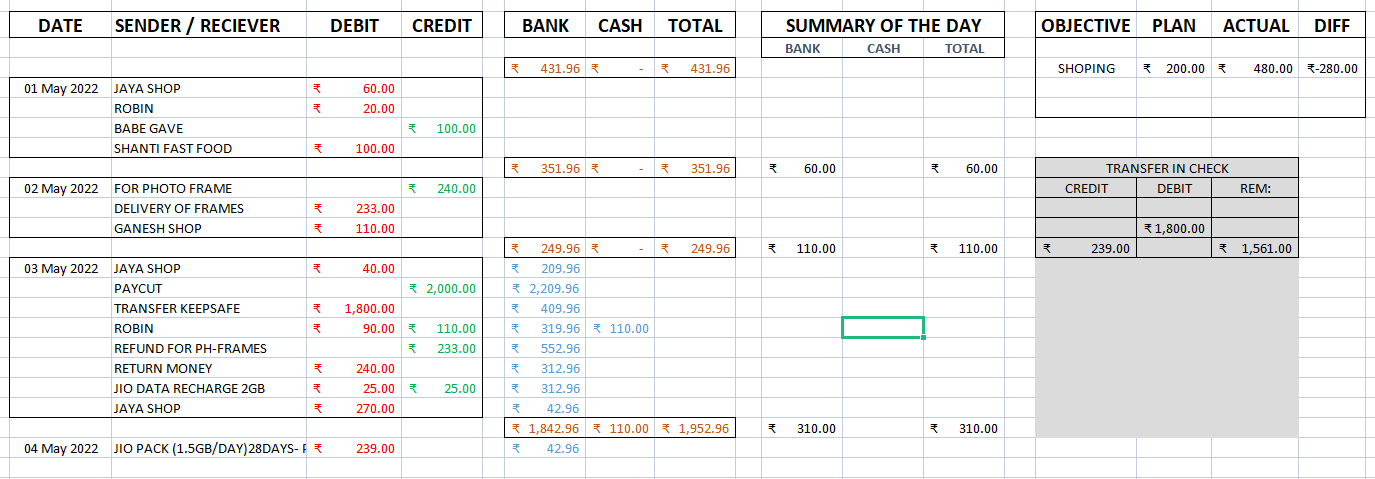 DATE SENDER / RECIEVER DEBIT CREDIT BANK CASH TOTAL SUMMARY OF THE DAY OBJECTIVE PLAN ACTUAL DIFF
BANK CASH TOTAL
₹ 431.96 ₹ - ₹ 431.96 SHOPING ₹ 200.00 ₹ 480.00 ₹-280.00
01 May 2022 JAYA SHOP ₹ 60.00
ROBIN ₹ 20.00
BABE GAVE ₹ 100.00
SHANTI FAST FOOD ₹ 100.00
₹ 351.96 ₹ - ₹ 351.96 ₹ 60.00 ₹ 60.00 TRANSFER IN CHECK
02 May 2022 FOR PHOTO FRAME ₹ 240.00 CREDIT DEBIT REM:
DELIVERY OF FRAMES ₹ 233.00
GANESH SHOP ₹ 110.00 ₹ 1,800.00
₹ 249.96 ₹ - ₹ 249.96 ₹ 110.00 ₹ 110.00 ₹ 239.00 ₹ 1,561.00
03 May 2022 JAYA SHOP ₹ 40.00 ₹ 209.96
PAYCUT ₹ 2,000.00 ₹ 2,209.96
TRANSFER KEEPSAFE ₹ 1,800.00 ₹ 409.96
ROBIN ₹ 90.00 ₹ 110.00 ₹ 319.96 ₹ 110.00
REFUND FOR PH-FRAMES ₹ 233.00 ₹ 552.96
RETURN MONEY ₹ 240.00 ₹ 312.96
JIO DATA RECHARGE 2GB ₹ 25.00 ₹ 25.00 ₹ 312.96
JAYA SHOP ₹ 270.00 ₹ 42.96
₹ 1,842.96 ₹ 110.00 ₹ 1,952.96 ₹ 310.00 ₹ 310.00
04 May 2022 JIO PACK (1.5GB/DAY)28DAYS- ₹ 239.00 ₹ 42.96